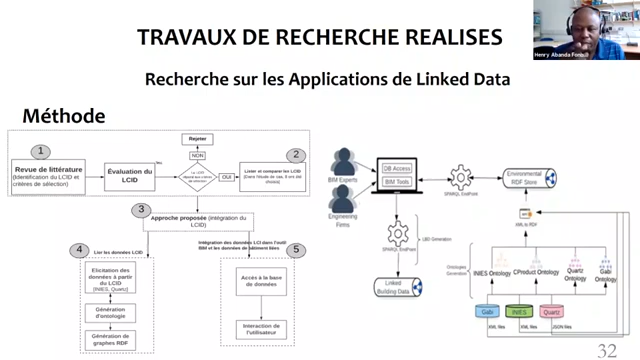 TRAVAUX DE RECHERCHE REALISES
Henry Abanda Fonbeyin
Recherche sur les Applications de Linked Data
Méthode
1
Revue de littérature
(Identification du LCID et
critères de sélection)
Évaluation du
LCID
Rejeter
NON
OUI
2
Lister et comparer les LCID
3
Approche proposée (intégration du
LCID)
4
Lier les données LCID
Intégration des données LCI dans l'outil
BIM et les données de bâtiment liées
5
Elicitation des
données à partir
du LCID
(INIES, Quartz)
Génération
d'ontologie
Génération de
graphes RDF
Accès à la base
de données
Interaction de
l'utilisateur
BIM Experts
Engineering
Firms
DB Access
BIM Tools
SPARQL EndPoint
Environmental
RDF Store
XML to RDF
SPARQL EndPoint
LBD Generation
Linked
Building Data
Ontologies
Generation
INIES Ontology
CProduct Ontology
Quartz
Ontology
Gabi
Ontology
Gabi
INIES
Quartz
XML files
XML files
JSON files
32